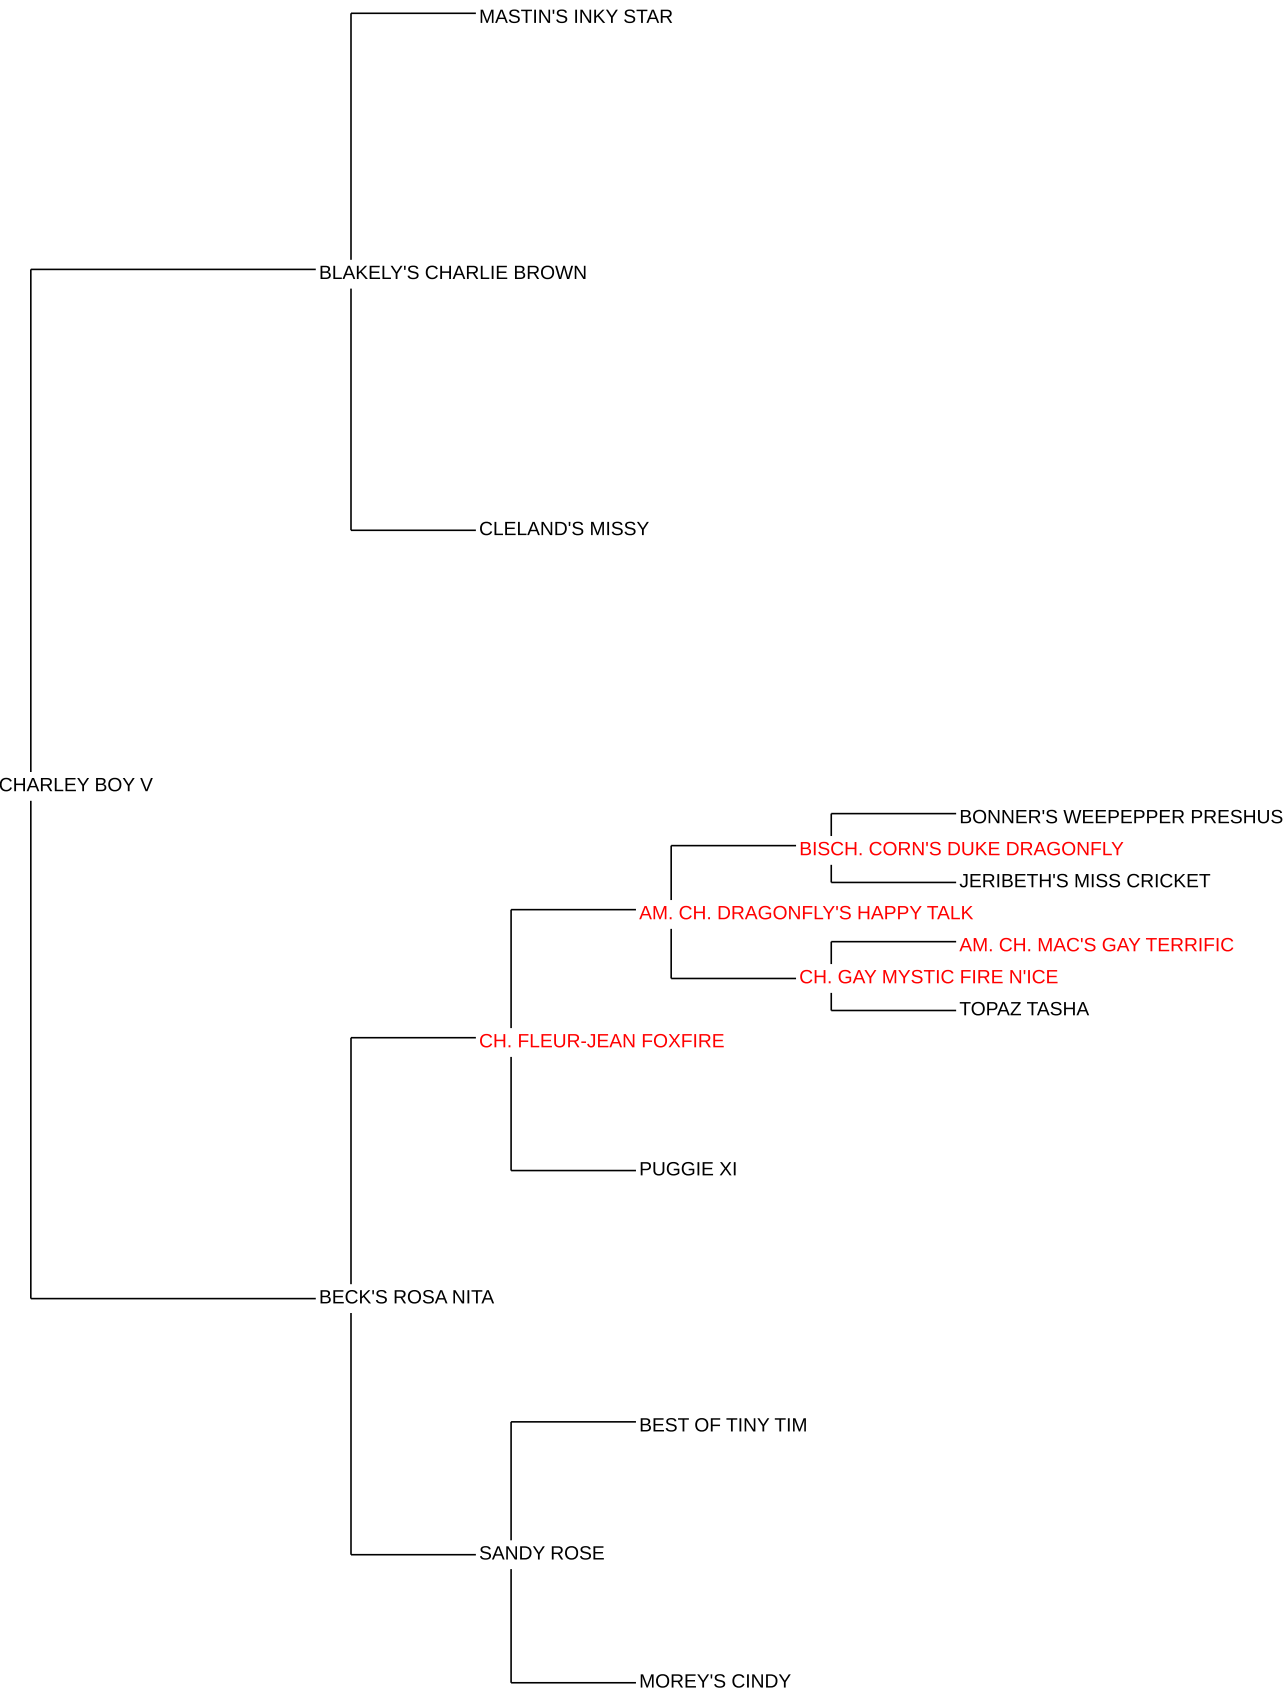 MASTIN'S INKY STAR
BLAKELY'S CHARLIE BROWN
CLELAND'S MISSY
CHARLEY BOY V
BONNER'S WEEPEPPER PRESHUS
BISCH. CORN'S DUKE DRAGONFLY
JERIBETH'S MISS CRICKET
AM. CH. DRAGONFLY'S HAPPY TALK
AM. CH. MAC'S GAY TERRIFIC
CH. GAY MYSTIC FIRE N'ICE
TOPAZ TASHA
CH. FLEUR-JEAN FOXFIRE
PUGGIE XI
BECK'S ROSA NITA
BEST OF TINY TIM
SANDY ROSE
MOREY'S CINDY